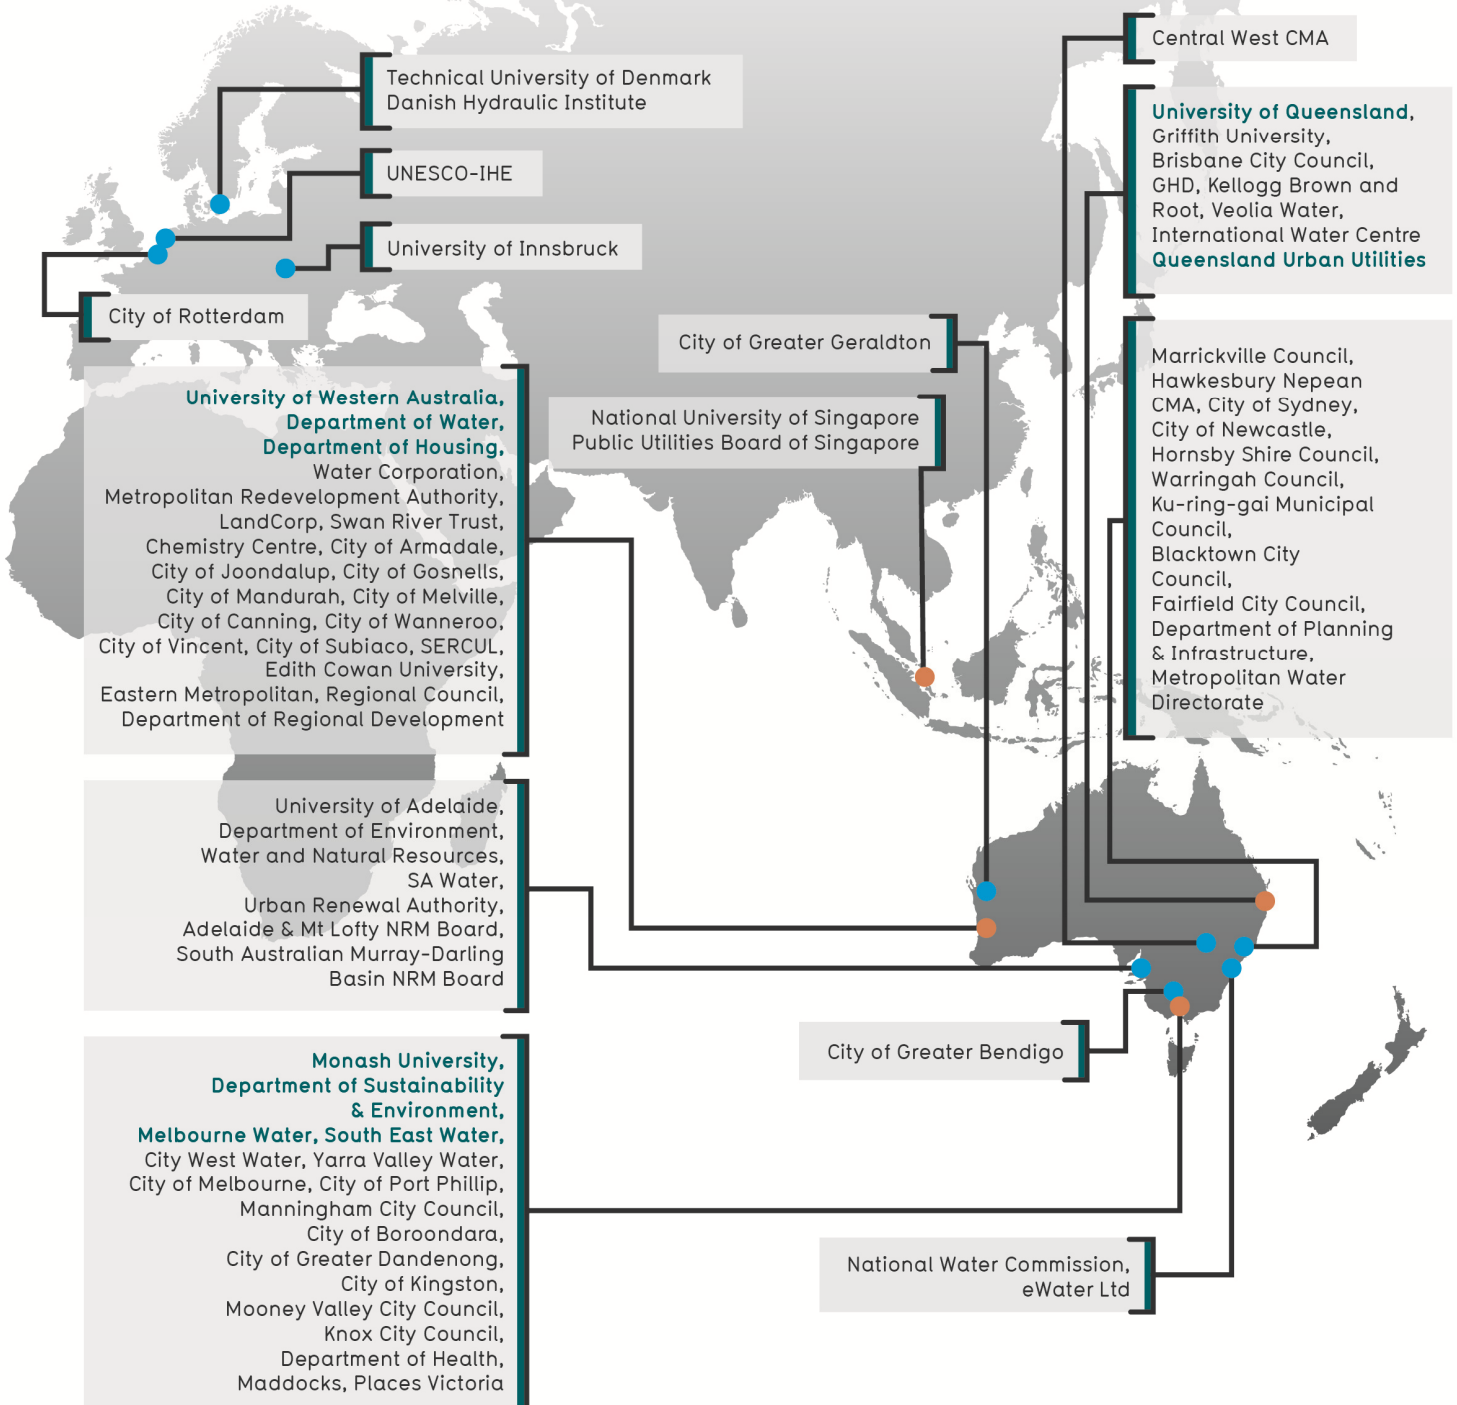 Technical University of Denmark
Danish Hydraulic Institute
UNESCO-IHE
University of Innsbruck
City of Rotterdam
Central West CMA
University of Queensland,
Griffith University,
Brisbane City Council,
GHD, Kellogg Brown and
Root, Veolia Water,
International Water Centre
Queensland Urban Utilities
City of Greater Geraldton
National University of Singapore
Public Utilities Board of Singapore
Marrickville Council,
Hawkesbury Nepean
CMA, City of Sydney,
City of Newcastle,
Hornsby Shire Council,
Warringah Council,
Ku-ring-gai Municipal
Council,
Blacktown City
Council,
Fairfield City Council,
Department of Planning
& Infrastructure,
Metropolitan Water
Directorate
University of Western Australia,
Department of Water,
Department of Housing,
Water Corporation,
Metropolitan Redevelopment Authority,
LandCorp, Swan River Trust,
Chemistry Centre, City of Armadale,
City of Joondalup, City of Gosnells,
City of Mandurah, City of Melville,
City of Canning, City of Wanneroo,
City of Vincent, City of Subiaco, SERCUL,
Edith Cowan University,
Eastern Metropolitan, Regional Council,
Department of Regional Development
University of Adelaide,
Department of Environment,
Water and Natural Resources,
SA Water,
Urban Renewal Authority,
Adelaide & Mt Lofty NRM Board,
South Australian Murray-Darling
Basin NRM Board
City of Greater Bendigo
Monash University,
Department of Sustainability
& Environment,
Melbourne Water, South East Water,
City West Water, Yarra Valley Water,
City of Melbourne, City of Port Phillip,
Manningham City Council,
City of Boroondara,
City of Greater Dandenong,
City of Kingston,
Mooney Valley City Council,
Knox City Council,
Department of Health,
Maddocks, Places Victoria
National Water Commission,
eWater Ltd